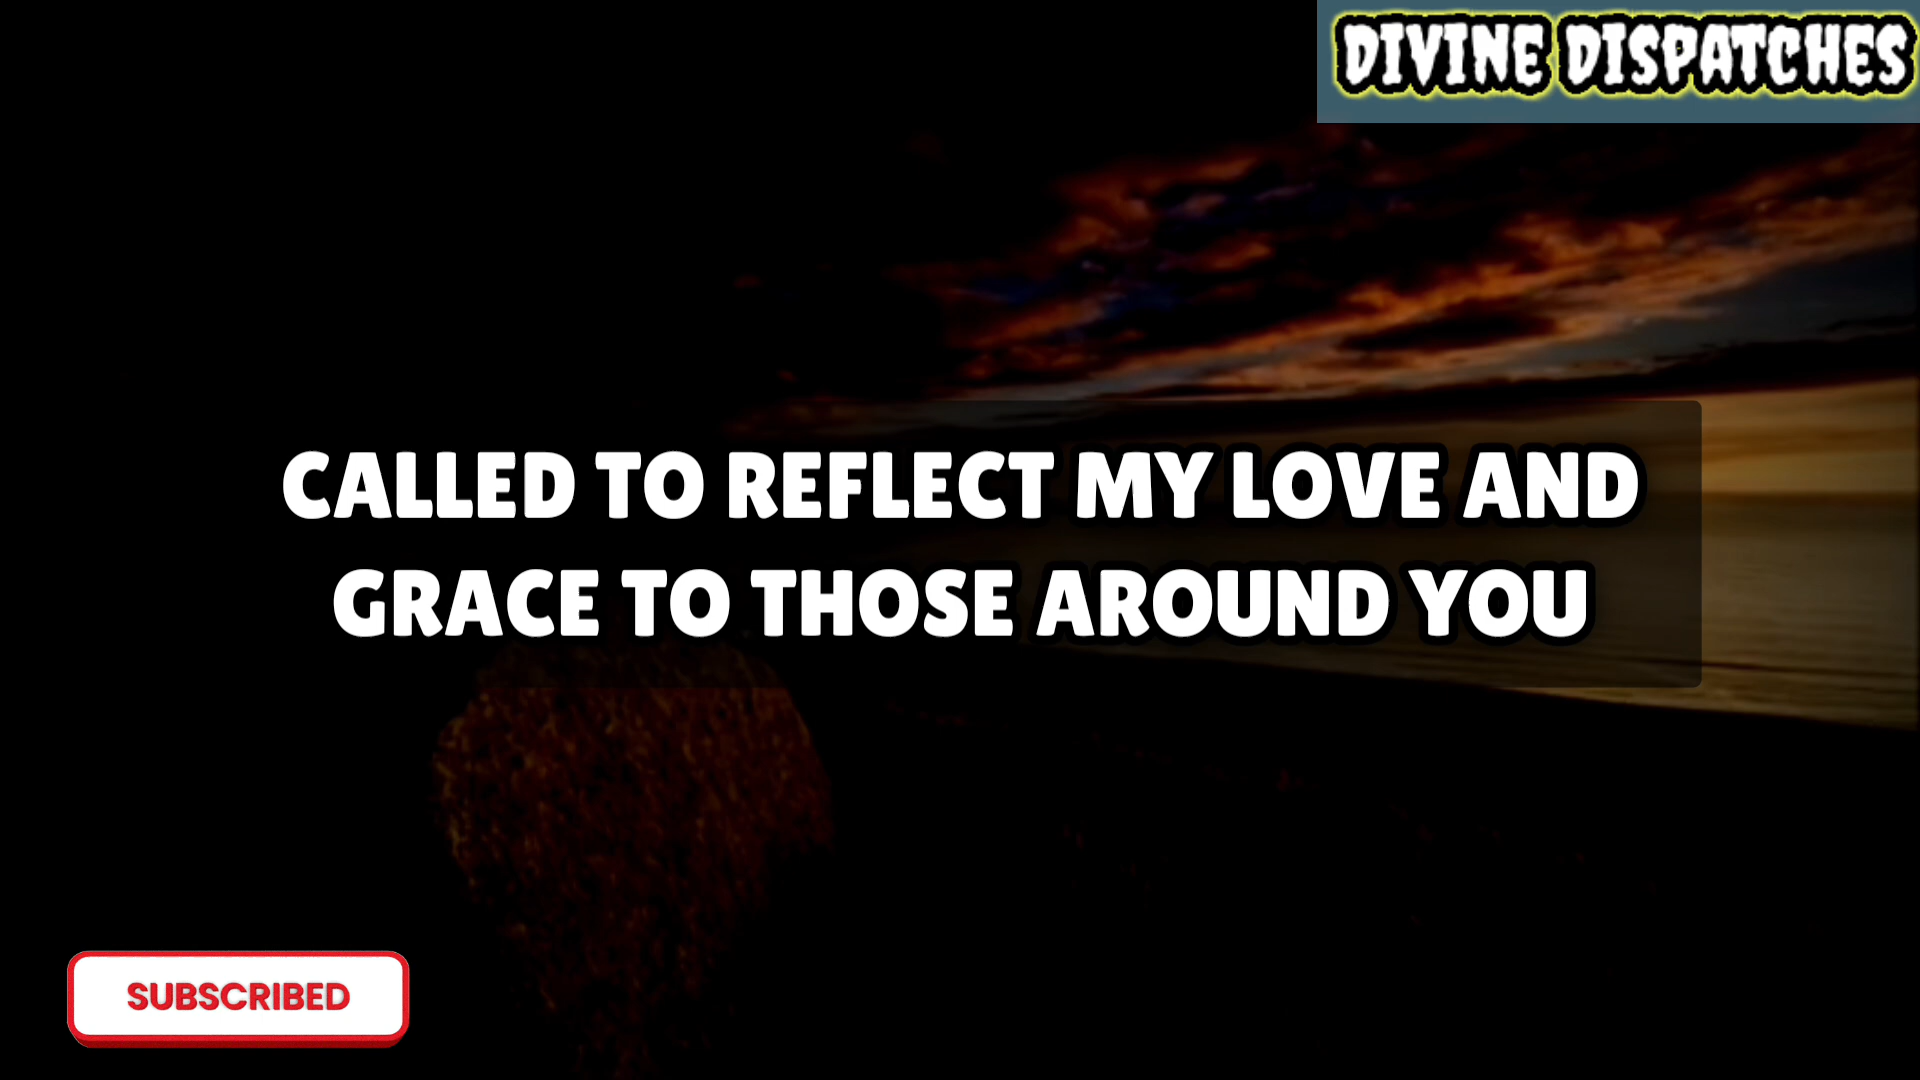 DIVINE DISPATCHES
CALLED TO REFLECT MY LOVE AND
GRACE TO THOSE AROUND YOU
SUBSCRIBED